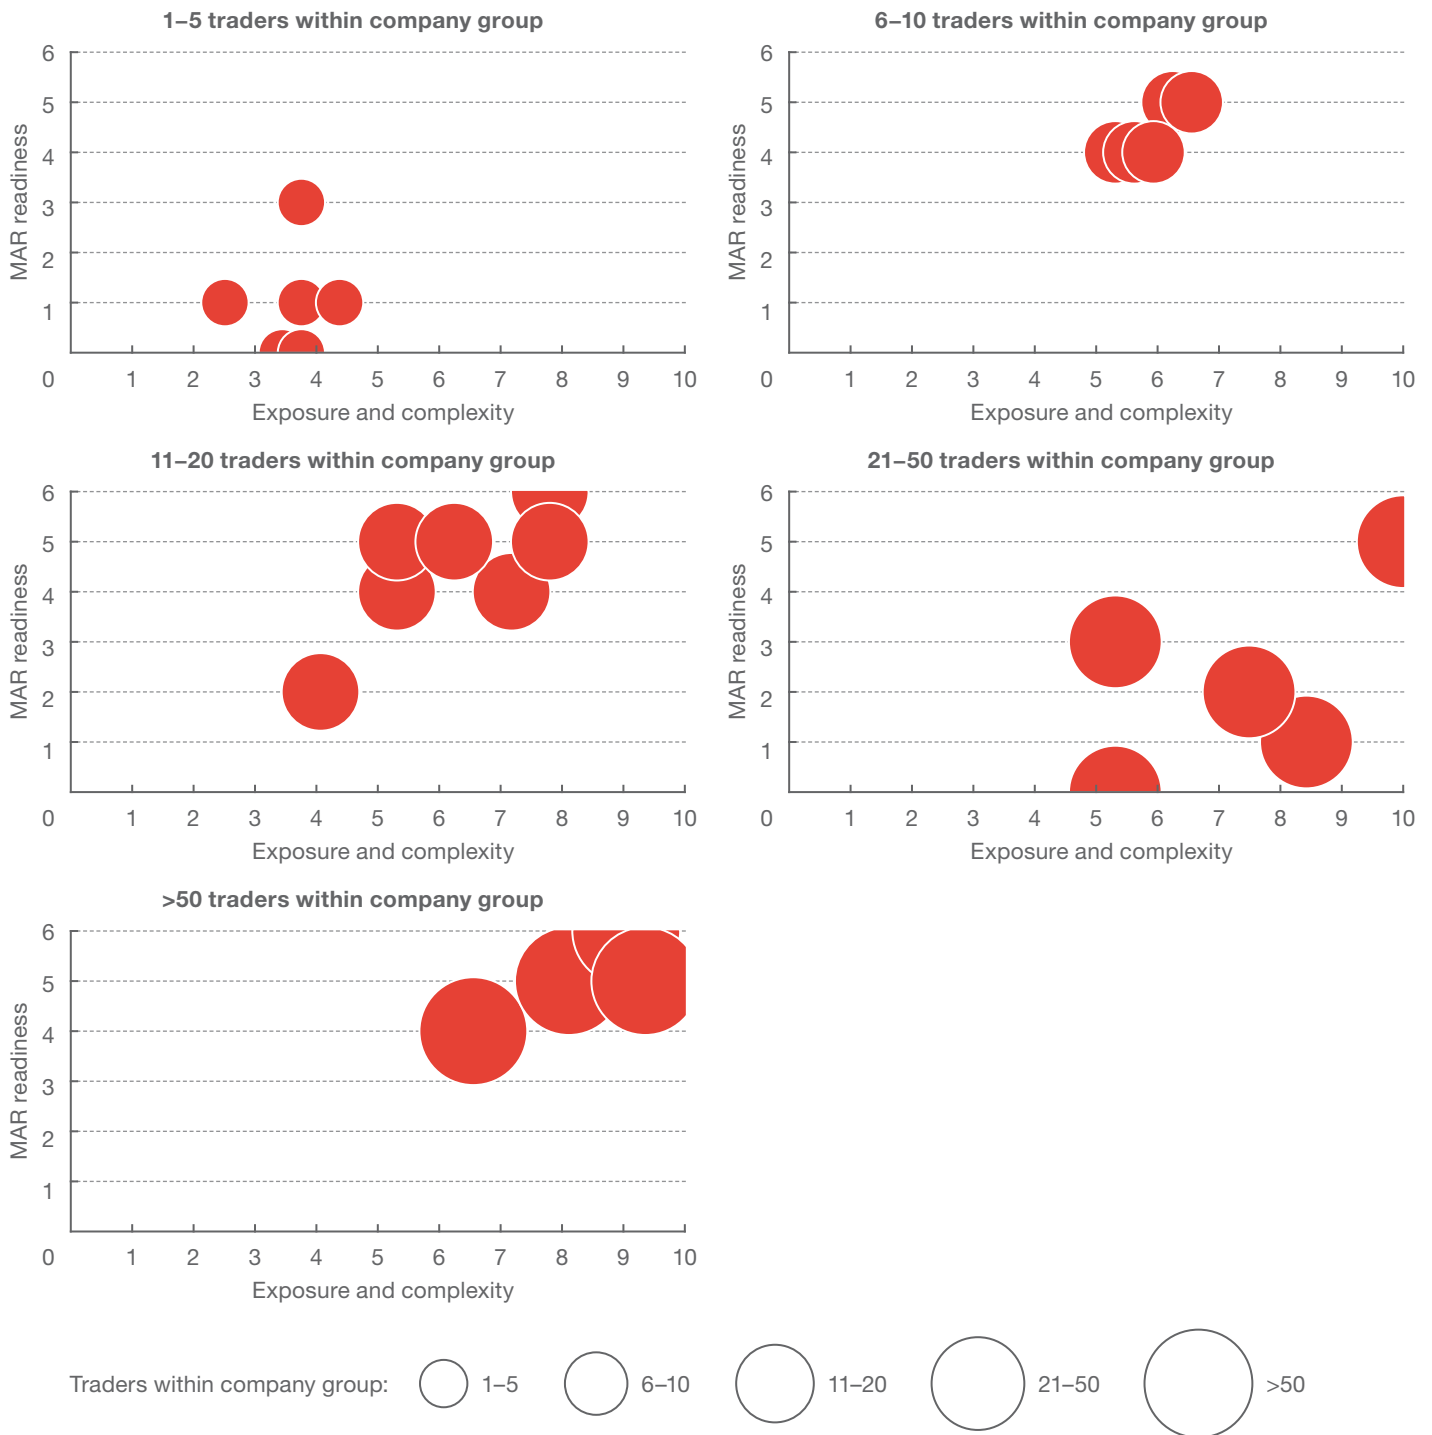 1–5 traders within company group
6
5
4
3
2
1
0
MAR readiness
1 2 3 4 5 6 7 8 9 10
Exposure and complexity
6–10 traders within company group
6
5
4
3
2
1
0
MAR readiness
1 2 3 4 5 6 7 8 9 10
Exposure and complexity
11–20 traders within company group
6
5
4
3
2
1
0
MAR readiness
1 2 3 4 5 6 7 8 9 10
Exposure and complexity
21–50 traders within company group
6
5
4
3
2
1
0
MAR readiness
1 2 3 4 5 6 7 8 9 10
Exposure and complexity
>50 traders within company group
6
5
4
3
2
1
0
MAR readiness
1 2 3 4 5 6 7 8 9 10
Exposure and complexity
Traders within company group: 1–5 6–10 11–20 21–50 >50